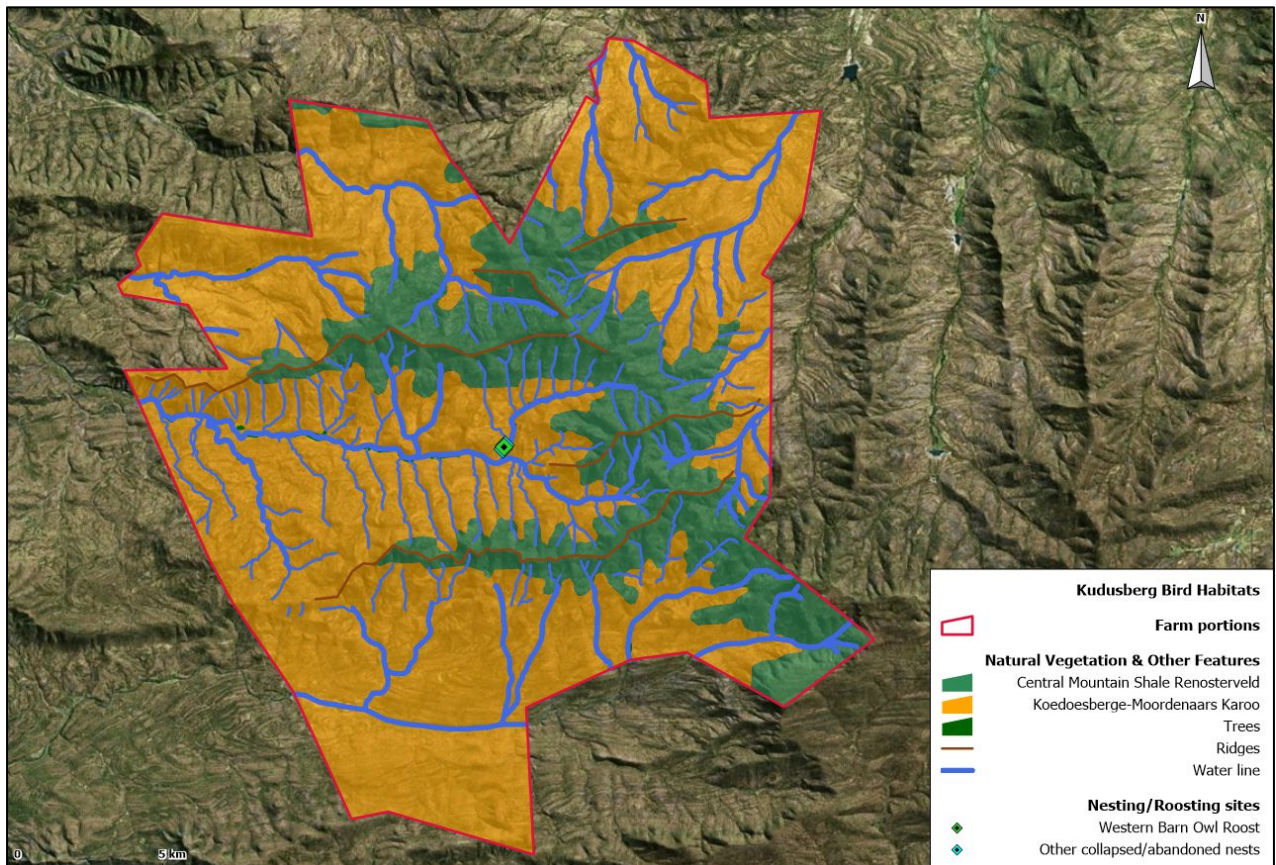 N
Kudusberg Bird Habitats
Farm portions
Natural Vegetation & Other Features
Central Mountain Shale Renosterveld
Koedoesberge-Moordenaars Karoo
Trees
Ridges
Water line
Nesting/Roosting sites
Western Barn Owl Roost
Other collapsed/abandoned nests
0 5 km